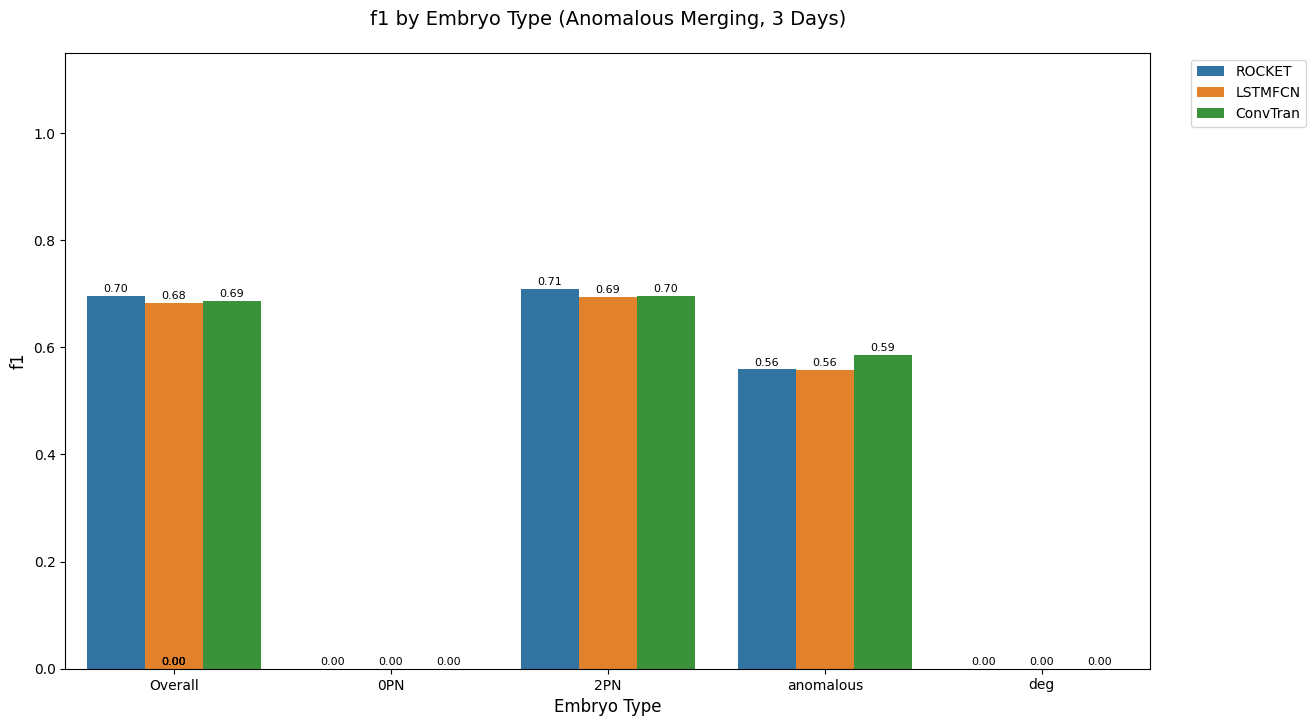 f1 by Embryo Type (Anomalous Merging, 3 Days)
ROCKET
LSTMFCN
ConvTran
f1
1.0
0.8
0.6
0.4
0.2
0.0
0.70
0.68
0.69
0.00
0.00
0.00
0.00
0.71
0.69
0.70
0.56
0.56
0.59
0.00
0.00
0.00
Overall
0PN
2PN
anomalous
deg
Embryo Type